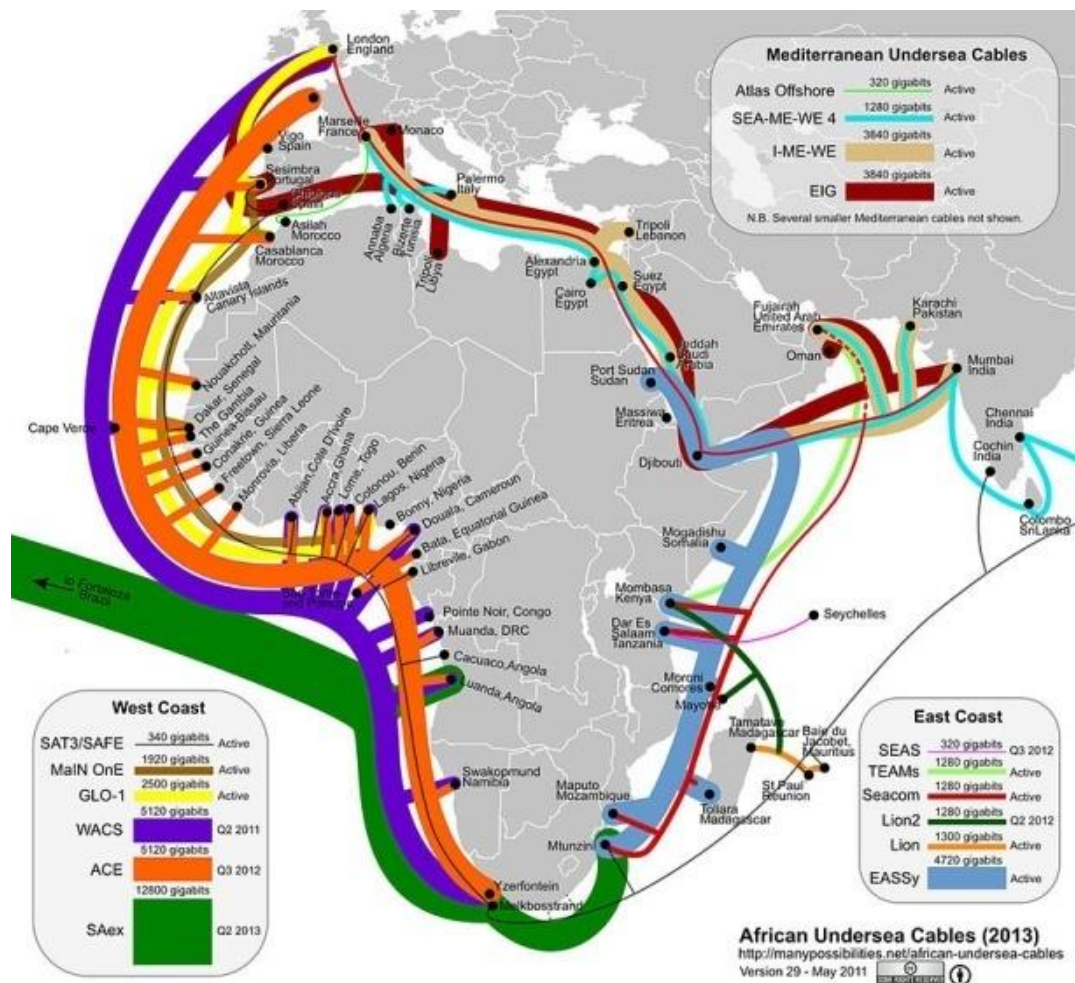 London
England
Mediterranean Undersea Cables
320 gigabits
Atlas Offshore
Active
1280 gigabits
SEA-ME-WE 4
Active
3840 gigabits
I-ME-WE
Active
3840 gigabits
EIG
Active
N.B. Several smaller Mediterranean cables not shown.
Marseille
France
Monaco
Vigo
Spain
Sesimbra
Portugal
Spain
Palermo
Italy
Asilah
Morocco
Casablanca
Morocco
Annaba
Algeria
Bizerte
Tunisia
Tripoli
Libya
Tripoli
Lebanon
Alexandria
Egypt
Cairo
Egypt
Suez
Egypt
Altavista
Canary Islands
Fujairah
United Arab
Emirates
Oman
Karachi
Pakistan
Mumbai
India
Jeddah
Saudi
Arabia
Port Sudan
Sudan
Massiwa
Eritrea
Djibouti
Chennai
India
Cochin
India
Colombo
SriLanka
Nouakchott, Mauritania
Dakar, Senegal
The Gambia
Guinea-Bissau
Conakrie, Guinea
Freetown, Sierra Leone
Monrovia, Liberia
Cape Verde
Abijan, Cole D'Ivoire
Accra, Ghana
Lome, Togo
Cotonou, Benin
Lagos, Nigeria
Bonny, Nigeria
Douala, Cameroun
Bata, Equatorial Guinea
Libreville, Gabon
and Principe
Mogadishu
Somalia
Mombasa
Kenya
Dar Es
Salaam
Tanzania
Seychelles
to Fortaloza
Brazil
Pointe Noir, Congo
Muanda, DRC
Cacuaco,Angola
Luanda,Angola
Moroni
Comores
Mayotte
Tamatave
Madagascar
Baie du
Jacobet,
Mauritius
St Paul
Reunion
Swakopmund
Namibia
Maputo
Mozambique
Toliara
Madagascar
Mtunzini
Yzerfontein
Melkbosstrand
West Coast
340 gigabits
SAT3/SAFE
Active
1920 gigabits
MaIN OnE
Active
2500 gigabits
GLO-1
Active
5120 gigabits
WACS
Q2 2011
5120 gigabits
ACE
Q3 2012
12800 gigabits
SAex
Q2 2013
East Coast
320 gigabits
SEAS
Q3 2012
1280 gigabits
TEAMs
Active
1280 gigabits
Seacom
Active
1280 gigabits
Lion2
Q2 2012
1300 gigabits
Lion
Active
4720 gigabits
EASSy
Active
African Undersea Cables (2013)
http://manypossibilities.net/african-undersea-cables
Version 29 - May 2011